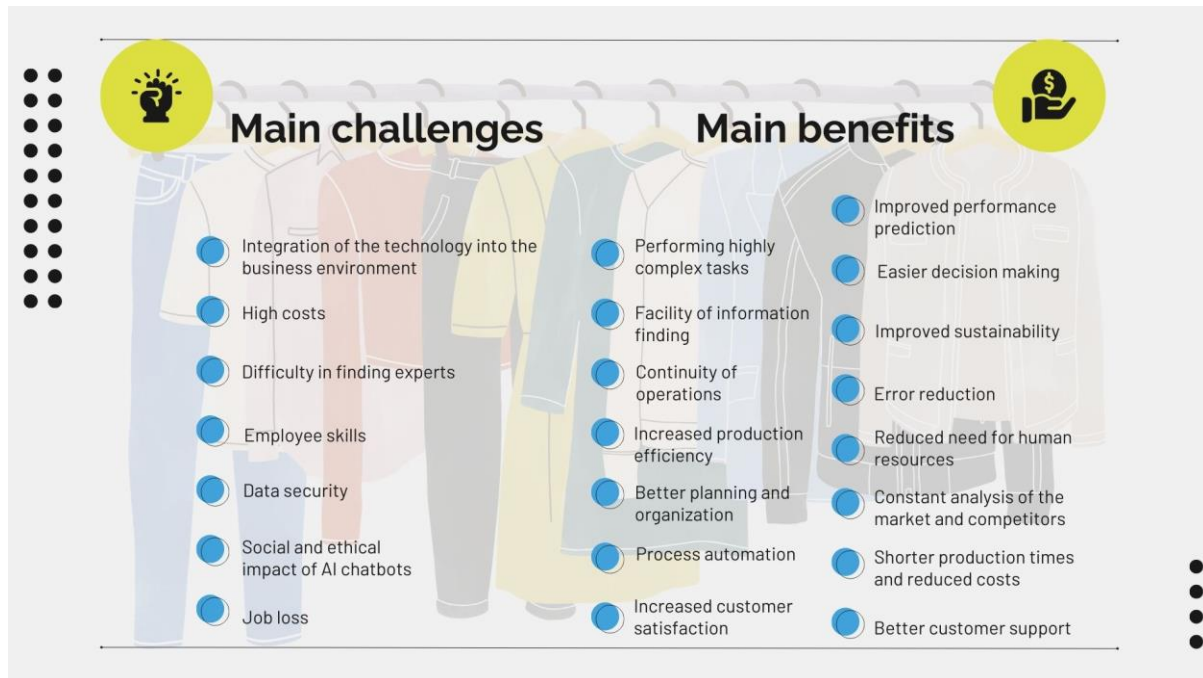 Main challenges
Integration of the technology into the
business environment
High costs
Difficulty in finding experts
Employee skills
Data security
Social and ethical
impact of AI chatbots
Job loss
Main benefits
Performing highly
complex tasks
Facility of information
finding
Continuity of
operations
Increased production
efficiency
Better planning and
organization
Process automation
Increased customer
satisfaction
Improved performance
prediction
Easier decision making
Improved sustainability
Error reduction
Reduced need for human
resources
Constant analysis of the
market and competitors
Shorter production times
and reduced costs
Better customer support